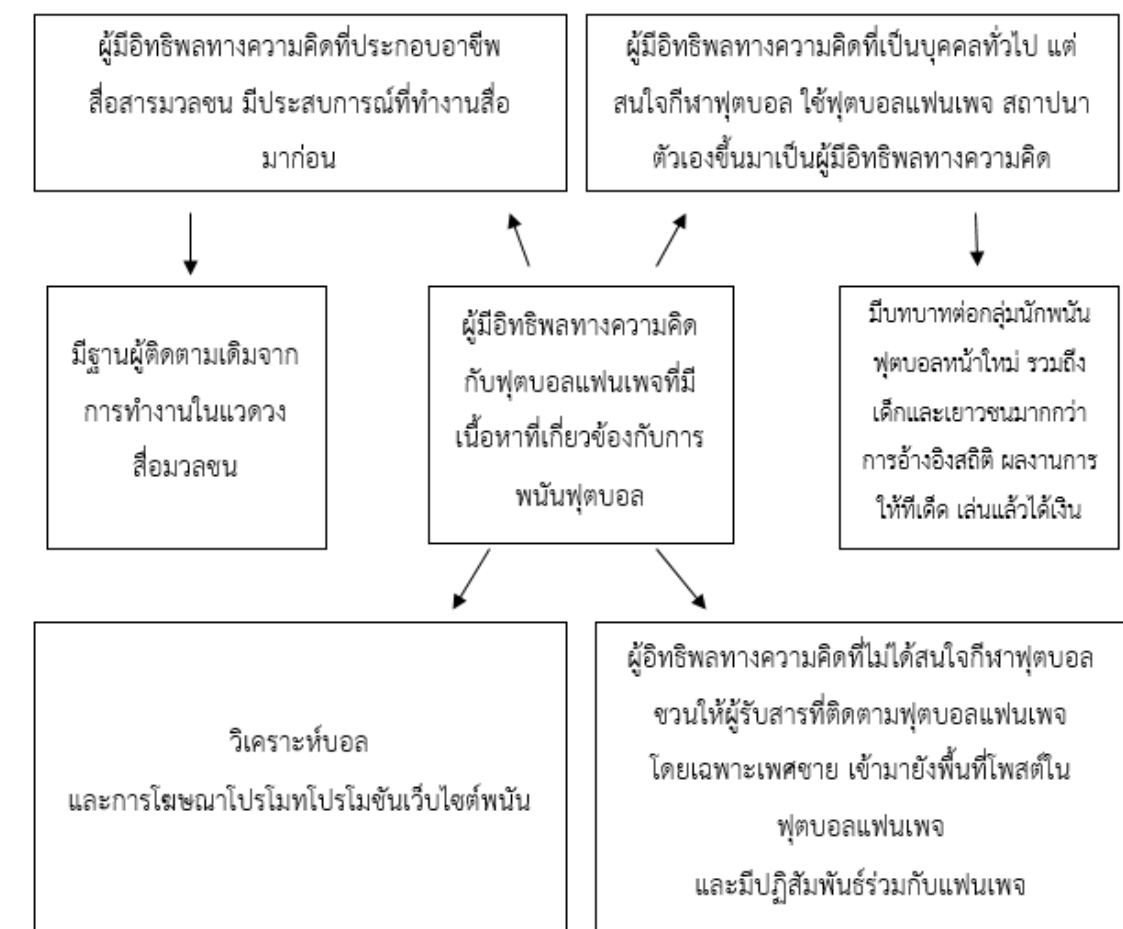 ผู้มีอิทธิพลทางความคิดที่ประกอบอาชีพ
สื่อสารมวลชน มีประสบการณ์ที่ทำงานสื่อ
มาก่อน
ผู้มีอิทธิพลทางความคิดที่เป็นบุคคลทั่วไป แต่
สนใจกีฬาฟุตบอล ใช้ฟุตบอลแฟนเพจ สถาปนา
ตัวเองขึ้นมาเป็นผู้มีอิทธิพลทางความคิด
มีฐานผู้ติดตามเดิมจาก
การทำงานในแวดวง
สื่อมวลชน
ผู้มีอิทธิพลทางความคิด
กับฟุตบอลแฟนเพจที่มี
เนื้อหาที่เกี่ยวข้องกับการ
พนันฟุตบอล
มีบทบาทต่อกลุ่มนักพนัน
ฟุตบอลหน้าใหม่ รวมถึง
เด็กและเยาวชนมากกว่า
การอ้างอิงสถิติ ผลงานการ
ให้ทีเด็ด เล่นแล้วได้เงิน
วิเคราะห์บอล
และการโฆษณาโปรโมทโปรโมชันเว็บไซต์พนัน
ผู้อิทธิพลทางความคิดที่ไม่ได้สนใจกีฬาฟุตบอล
ชวนให้ผู้รับสารที่ติดตามฟุตบอลแฟนเพจ
โดยเฉพาะเพศชาย เข้ามายังพื้นที่โพสต์ใน
ฟุตบอลแฟนเพจ
และมีปฏิสัมพันธ์ร่วมกับแฟนเพจ